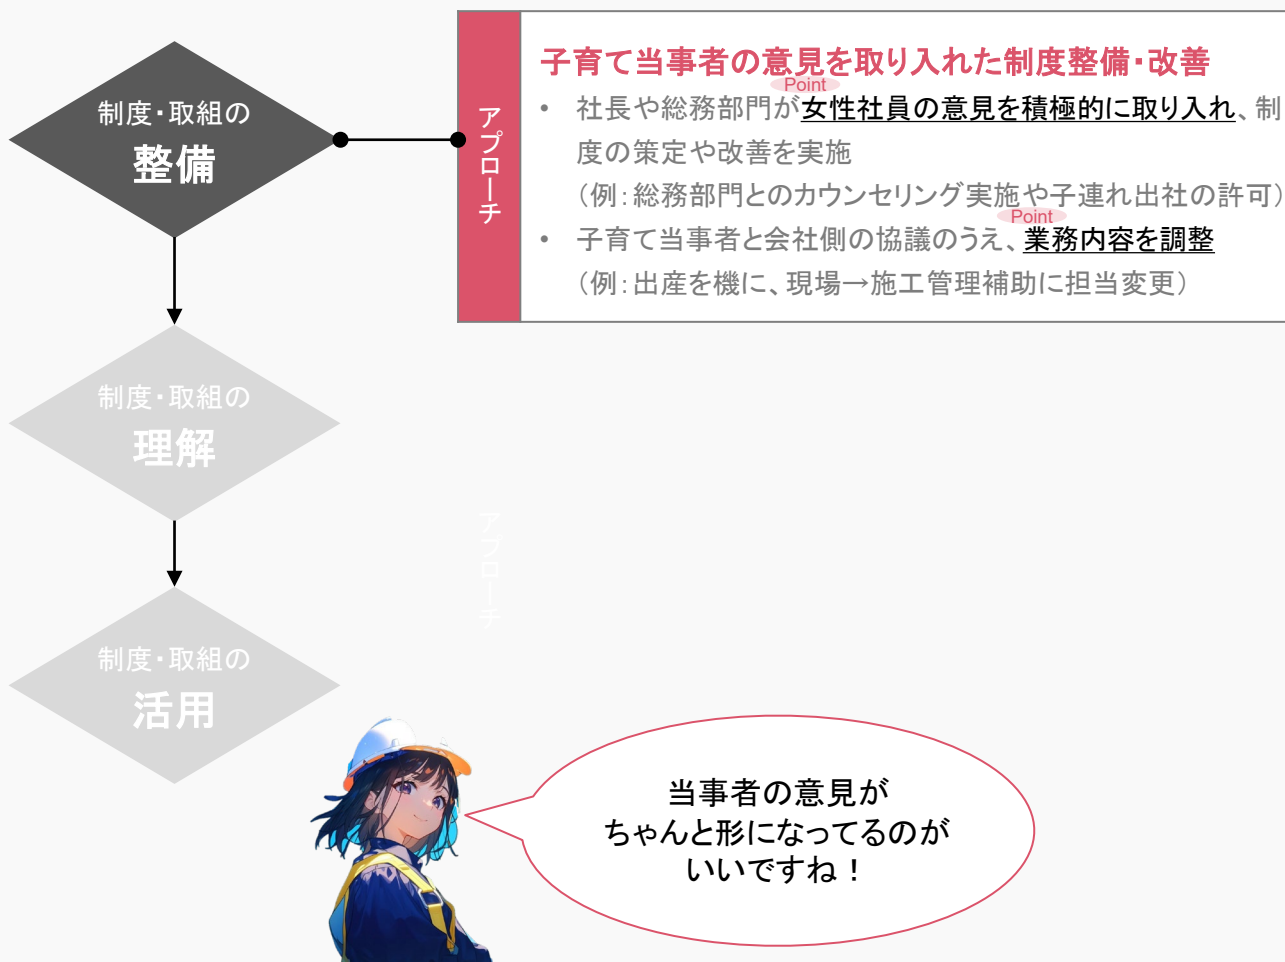 制度・取組の
整備
アプローチ
子育て当事者の意見を取り入れた制度整備・改善
Point
• 社長や総務部門が女性社員の意見を積極的に取り入れ、制
度の策定や改善を実施
（例：総務部門とのカウンセリング実施や子連れ出社の許可）
Point
• 子育て当事者と会社側の協議のうえ、業務内容を調整
（例：出産を機に、現場→施工管理補助に担当変更）
制度・取組の
理解
アプローチ
制度・取組の
活用
当事者の意見が
ちゃんと形になってるのが
いいですね！